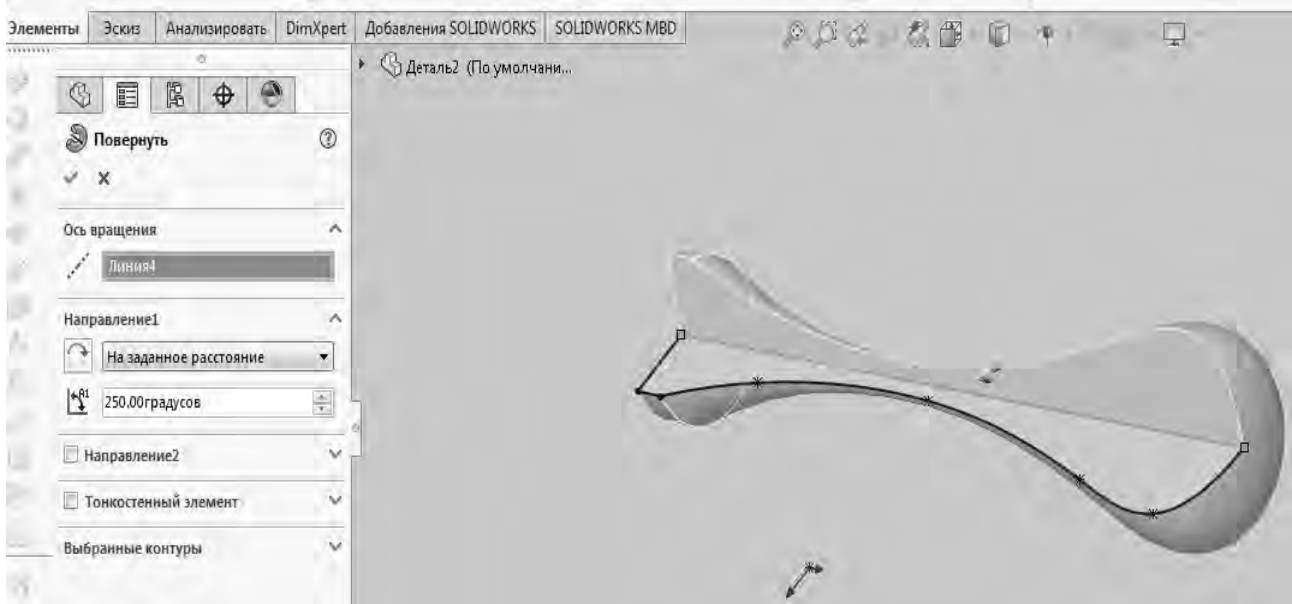 Элементы Эскиз Анализировать DimXpert Добавления SOLIDWORKS SOLIDWORKS MBD
Деталь2 (По умолчани...
Повернуть
Ось вращения
Линия4
Направление1
На заданное расстояние
A1
250.00градусов
Направление2
Тонкостенный элемент
Выбранные контуры